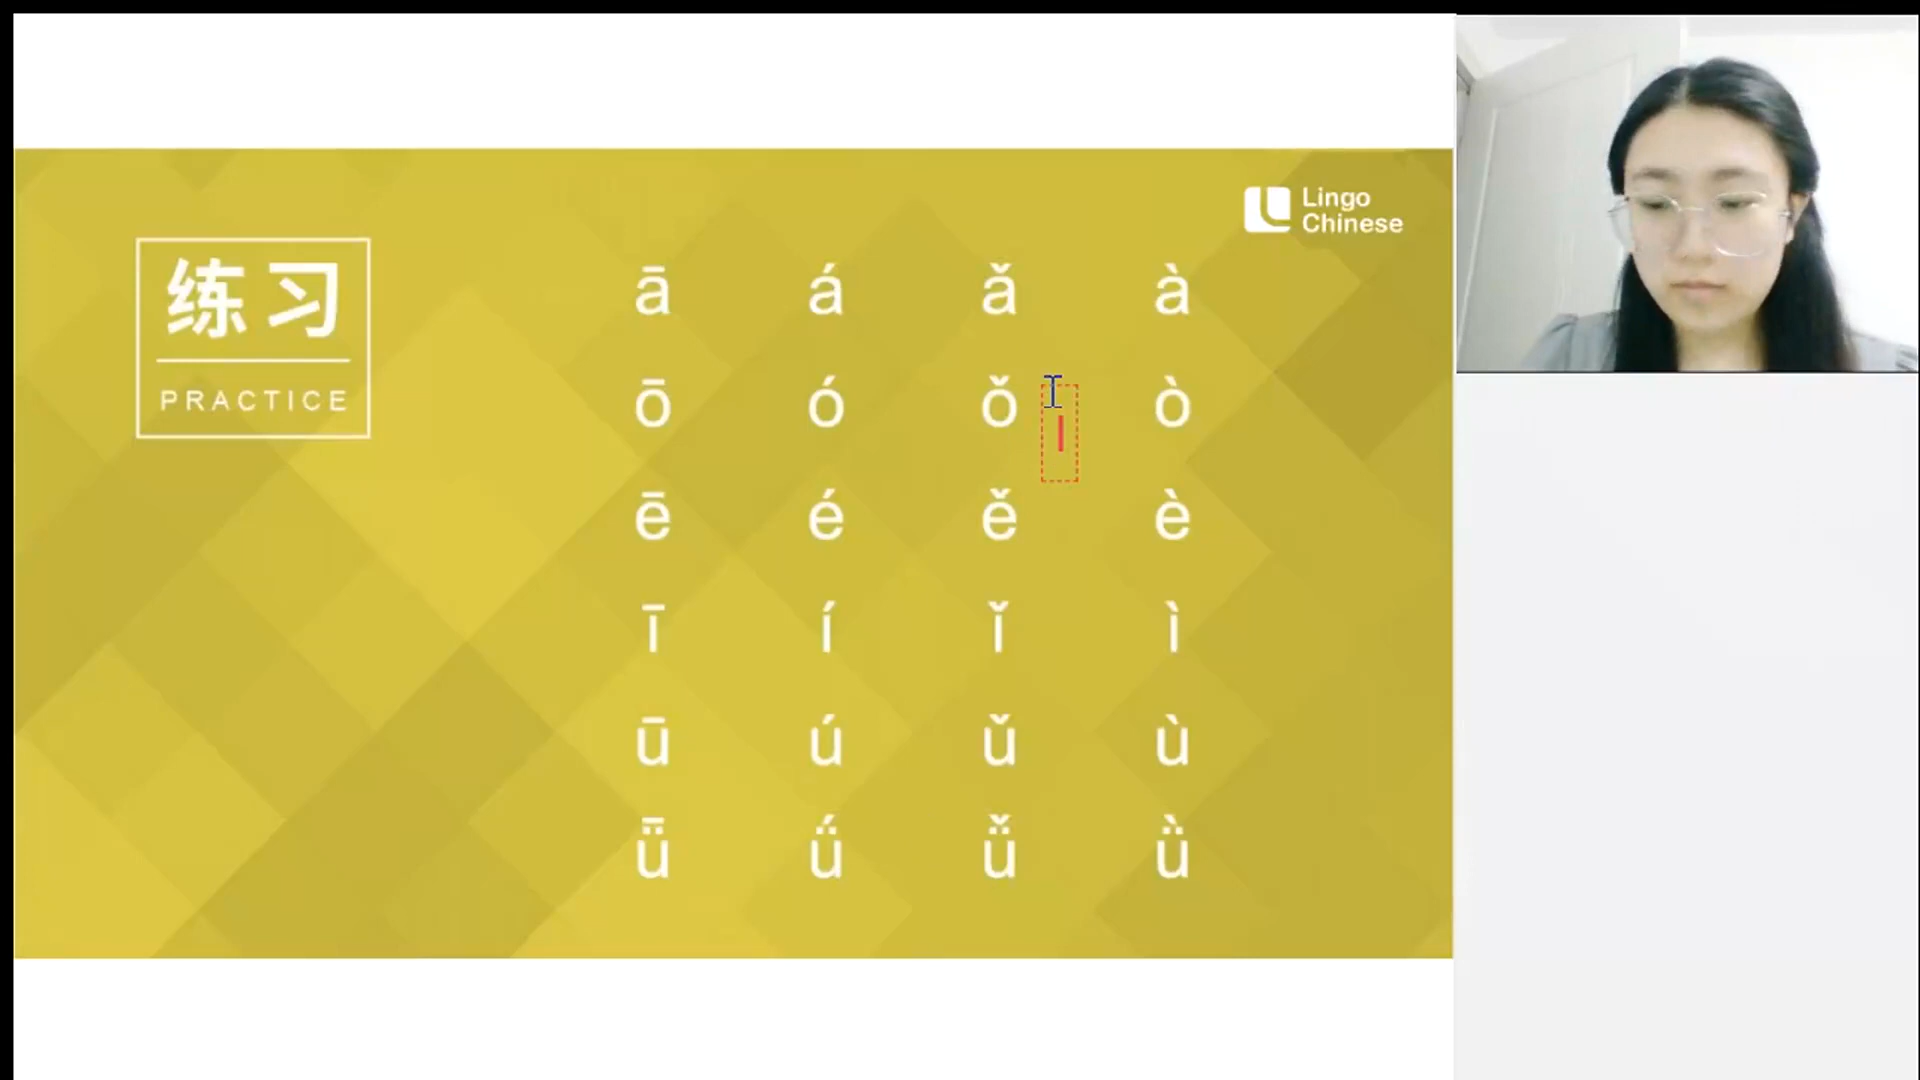 Lingo
Chinese
练习
PRACTICE
ā á ǎ à
ō ó ǒ ò
ē é ě è
ī í ǐ ì
ū ú ǔ ù
ǖ ǘ ǚ ǜ